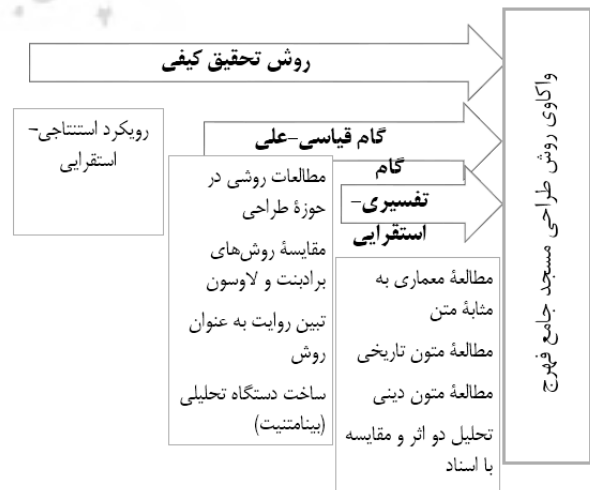 روش تحقیق کیفی
واکاوی روش طراحی مسجد جامع فهرج
رویکرد استنتاجی-
استقرایی
گام قیاسی-علی
مطالعات روشی در
حوزهٔ طراحی
مقایسهٔ روش‌های
برادبنت و لاوسون
تبین روایت به عنوان
روش
ساخت دستگاه تحلیلی
(بینامتنیت)
گام
تفسیری-
استقرایی
مطالعهٔ معماری به
مثابهٔ متن
مطالعهٔ متون تاریخی
مطالعهٔ متون دینی
تحلیل دو اثر و مقایسه
با اسناد